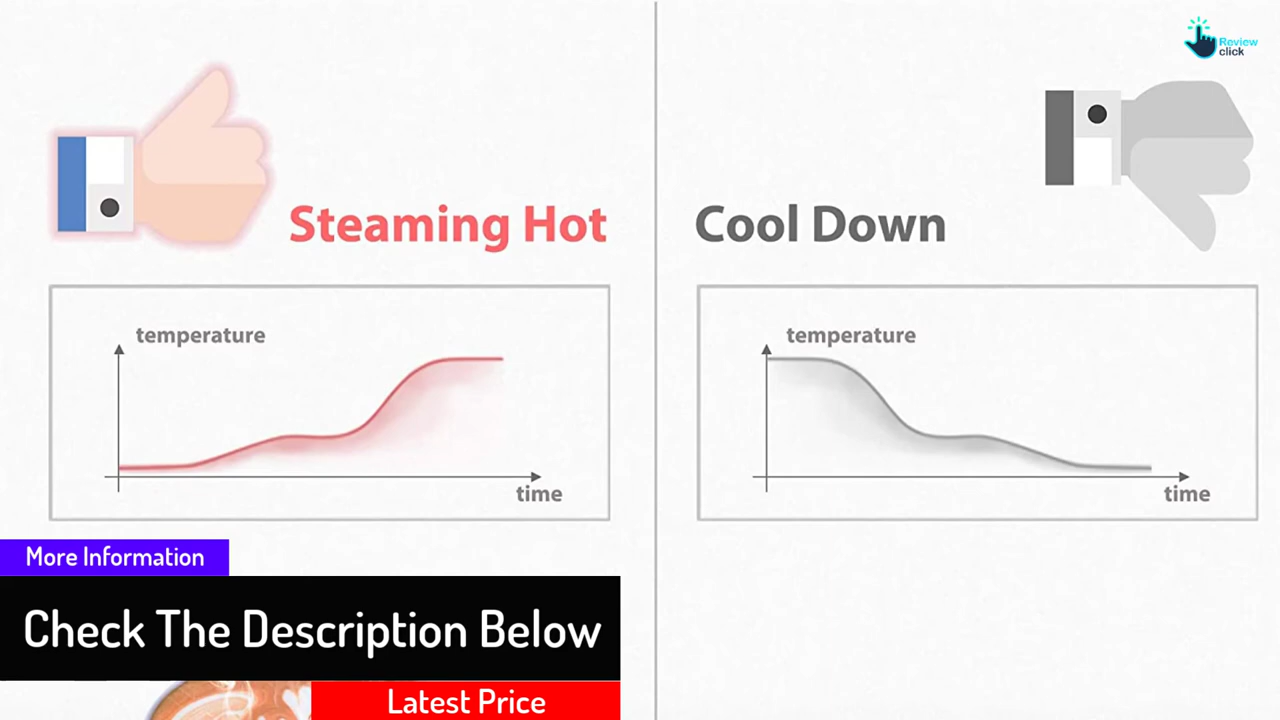 Review
click
Steaming Hot
Cool Down
temperature
time
temperature
time
More Information
Check The Description Below
Latest Price